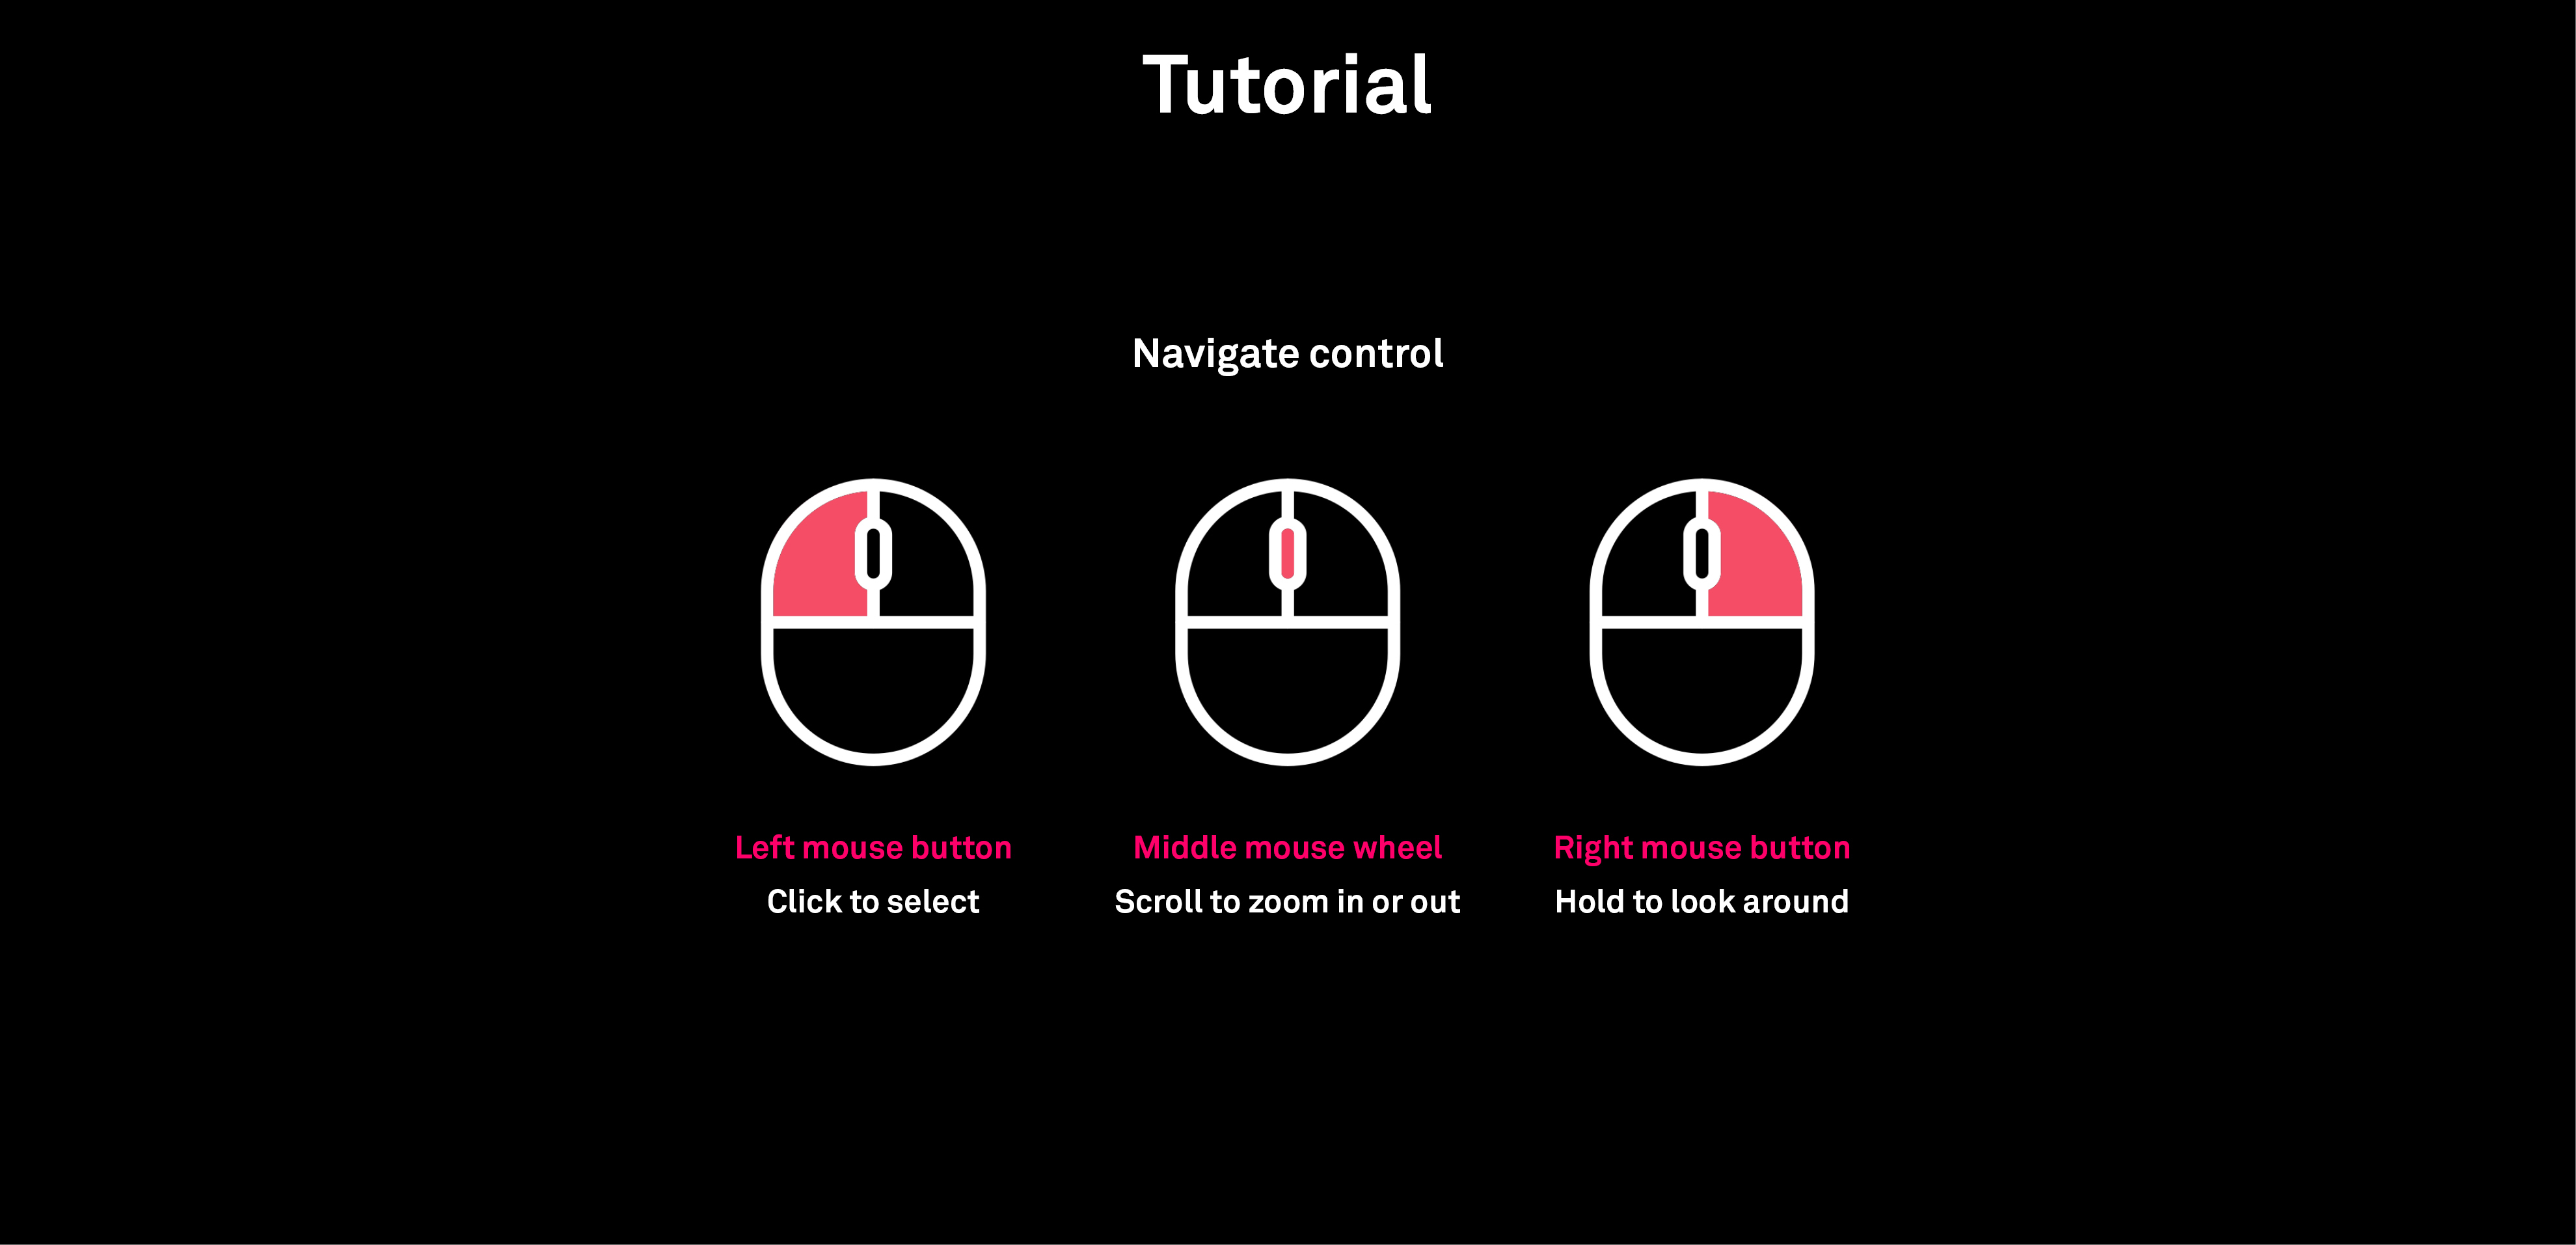 Tutorial
Navigate control
Left mouse button
Click to select
Middle mouse wheel
Scroll to zoom in or out
Right mouse button
Hold to look around